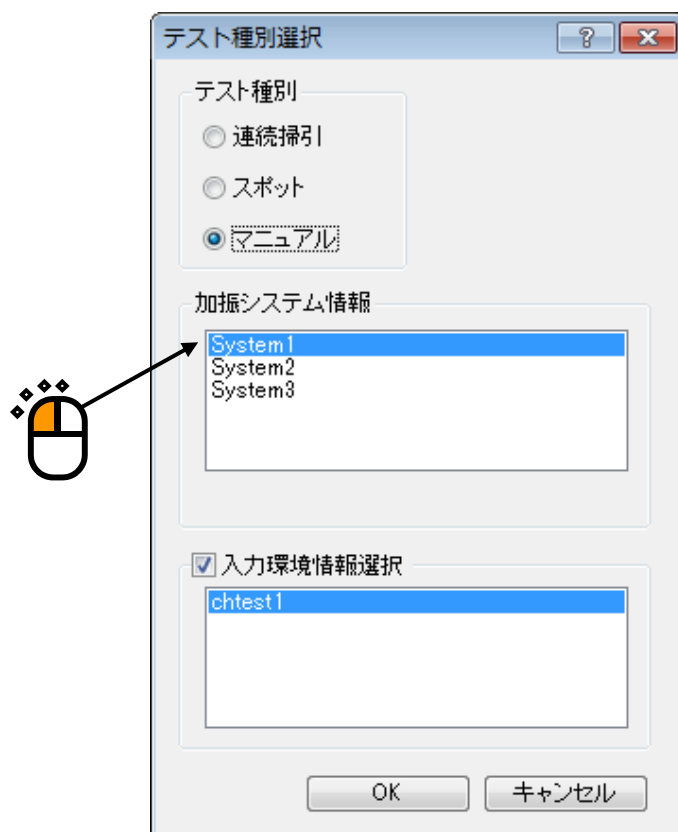 テスト種別選択
テスト種別
連続掃引
スポット
マニュアル
加振システム情報
System1
System2
System3
入力環境情報選択
chtest1
OK
キャンセル